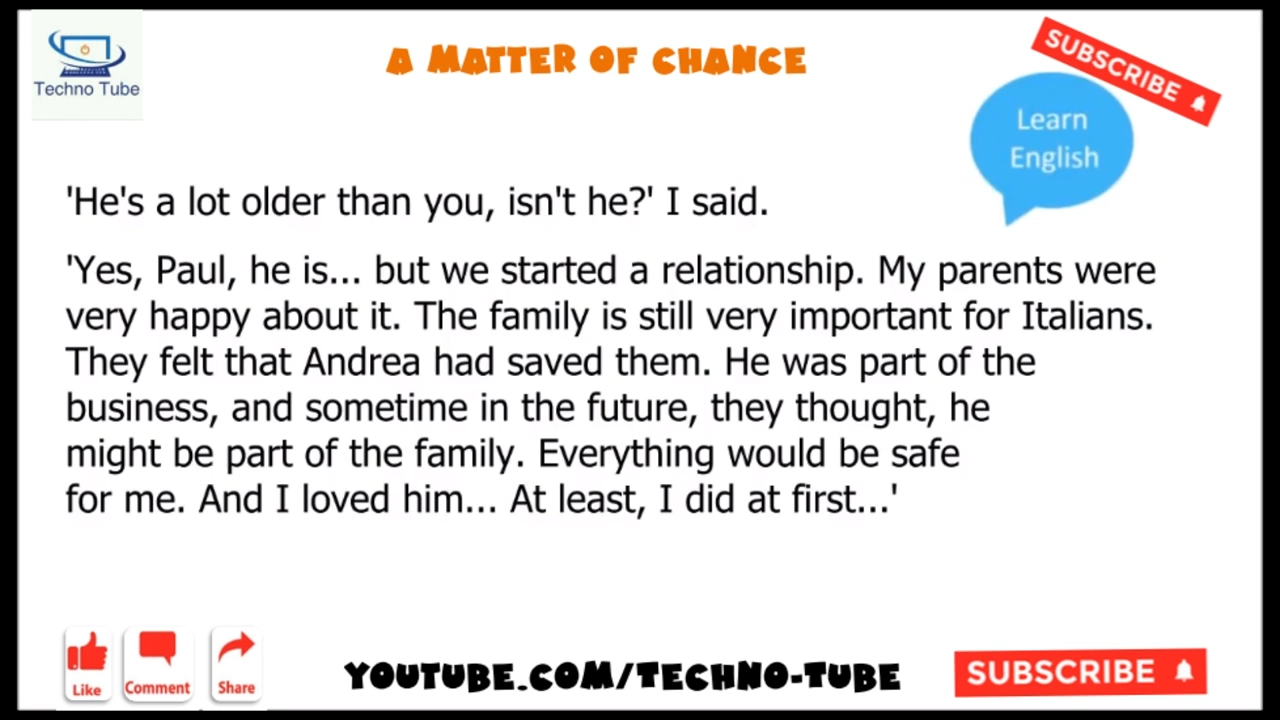 Techno Tube
A MATTER OF CHANCE
SUBSCRIBE
Learn
English
'He's a lot older than you, isn't he?' I said.
'Yes, Paul, he is... but we started a relationship. My parents were
very happy about it. The family is still very important for Italians.
They felt that Andrea had saved them. He was part of the
business, and sometime in the future, they thought, he
might be part of the family. Everything would be safe
for me. And I loved him... At least, I did at first...'
Like
Comment
Share
YOUTUBE.COM/TECHNO-TUBE
SUBSCRIBE